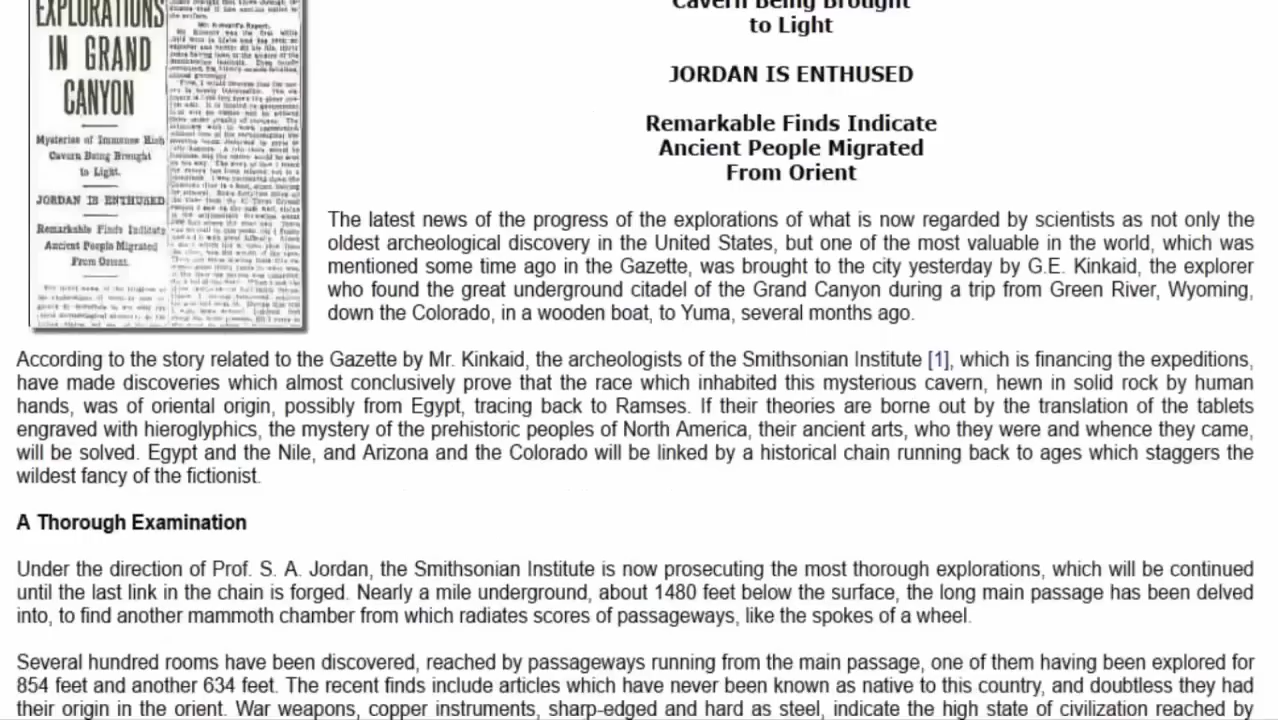 EXPLORATIONS
IN GRAND
CANYON
Mysteries of Immense Rich
Cavern Being Brought
to Light.
JORDAN IS ENTHUSED
Remarkable Finds Indicate
Ancient People Migrated
From Orient.
Cavern Being Brought
to Light
JORDAN IS ENTHUSED
Remarkable Finds Indicate
Ancient People Migrated
From Orient
The latest news of the progress of the explorations of what is now regarded by scientists as not only the
oldest archeological discovery in the United States, but one of the most valuable in the world, which was
mentioned some time ago in the Gazette, was brought to the city yesterday by G.E. Kinkaid, the explorer
who found the great underground citadel of the Grand Canyon during a trip from Green River, Wyoming,
down the Colorado, in a wooden boat, to Yuma, several months ago.
According to the story related to the Gazette by Mr. Kinkaid, the archeologists of the Smithsonian Institute [1], which is financing the expeditions,
have made discoveries which almost conclusively prove that the race which inhabited this mysterious cavern, hewn in solid rock by human
hands, was of oriental origin, possibly from Egypt, tracing back to Ramses. If their theories are borne out by the translation of the tablets
engraved with hieroglyphics, the mystery of the prehistoric peoples of North America, their ancient arts, who they were and whence they came,
will be solved. Egypt and the Nile, and Arizona and the Colorado will be linked by a historical chain running back to ages which staggers the
wildest fancy of the fictionist.
A Thorough Examination
Under the direction of Prof. S. A. Jordan, the Smithsonian Institute is now prosecuting the most thorough explorations, which will be continued
until the last link in the chain is forged. Nearly a mile underground, about 1480 feet below the surface, the long main passage has been delved
into, to find another mammoth chamber from which radiates scores of passageways, like the spokes of a wheel.
Several hundred rooms have been discovered, reached by passageways running from the main passage, one of them having been explored for
854 feet and another 634 feet. The recent finds include articles which have never been known as native to this country, and doubtless they had
their origin in the orient. War weapons, copper instruments, sharp-edged and hard as steel, indicate the high state of civilization reached by